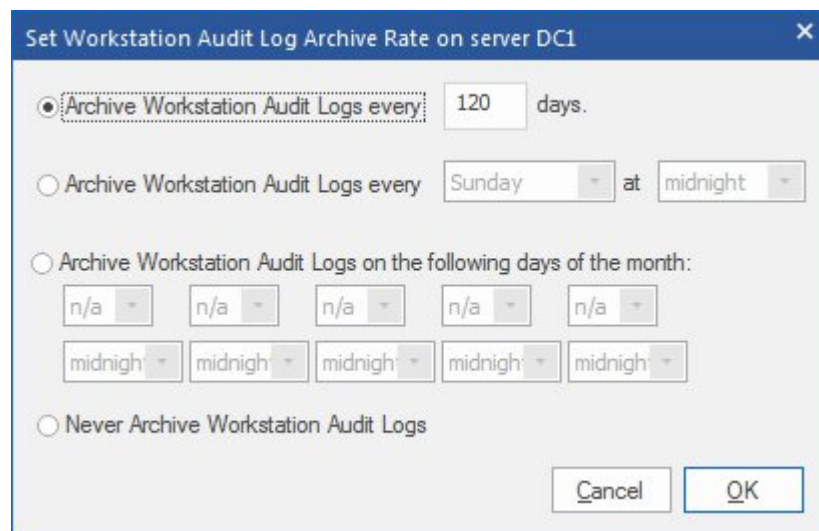 Set Workstation Audit Log Archive Rate on server DC1
Archive Workstation Audit Logs every 120 days.
Archive Workstation Audit Logs every Sunday at midnight
Archive Workstation Audit Logs on the following days of the month:
n/a n/a n/a n/a n/a
midnigh midnigh midnigh midnigh midnigh
Never Archive Workstation Audit Logs
Cancel OK